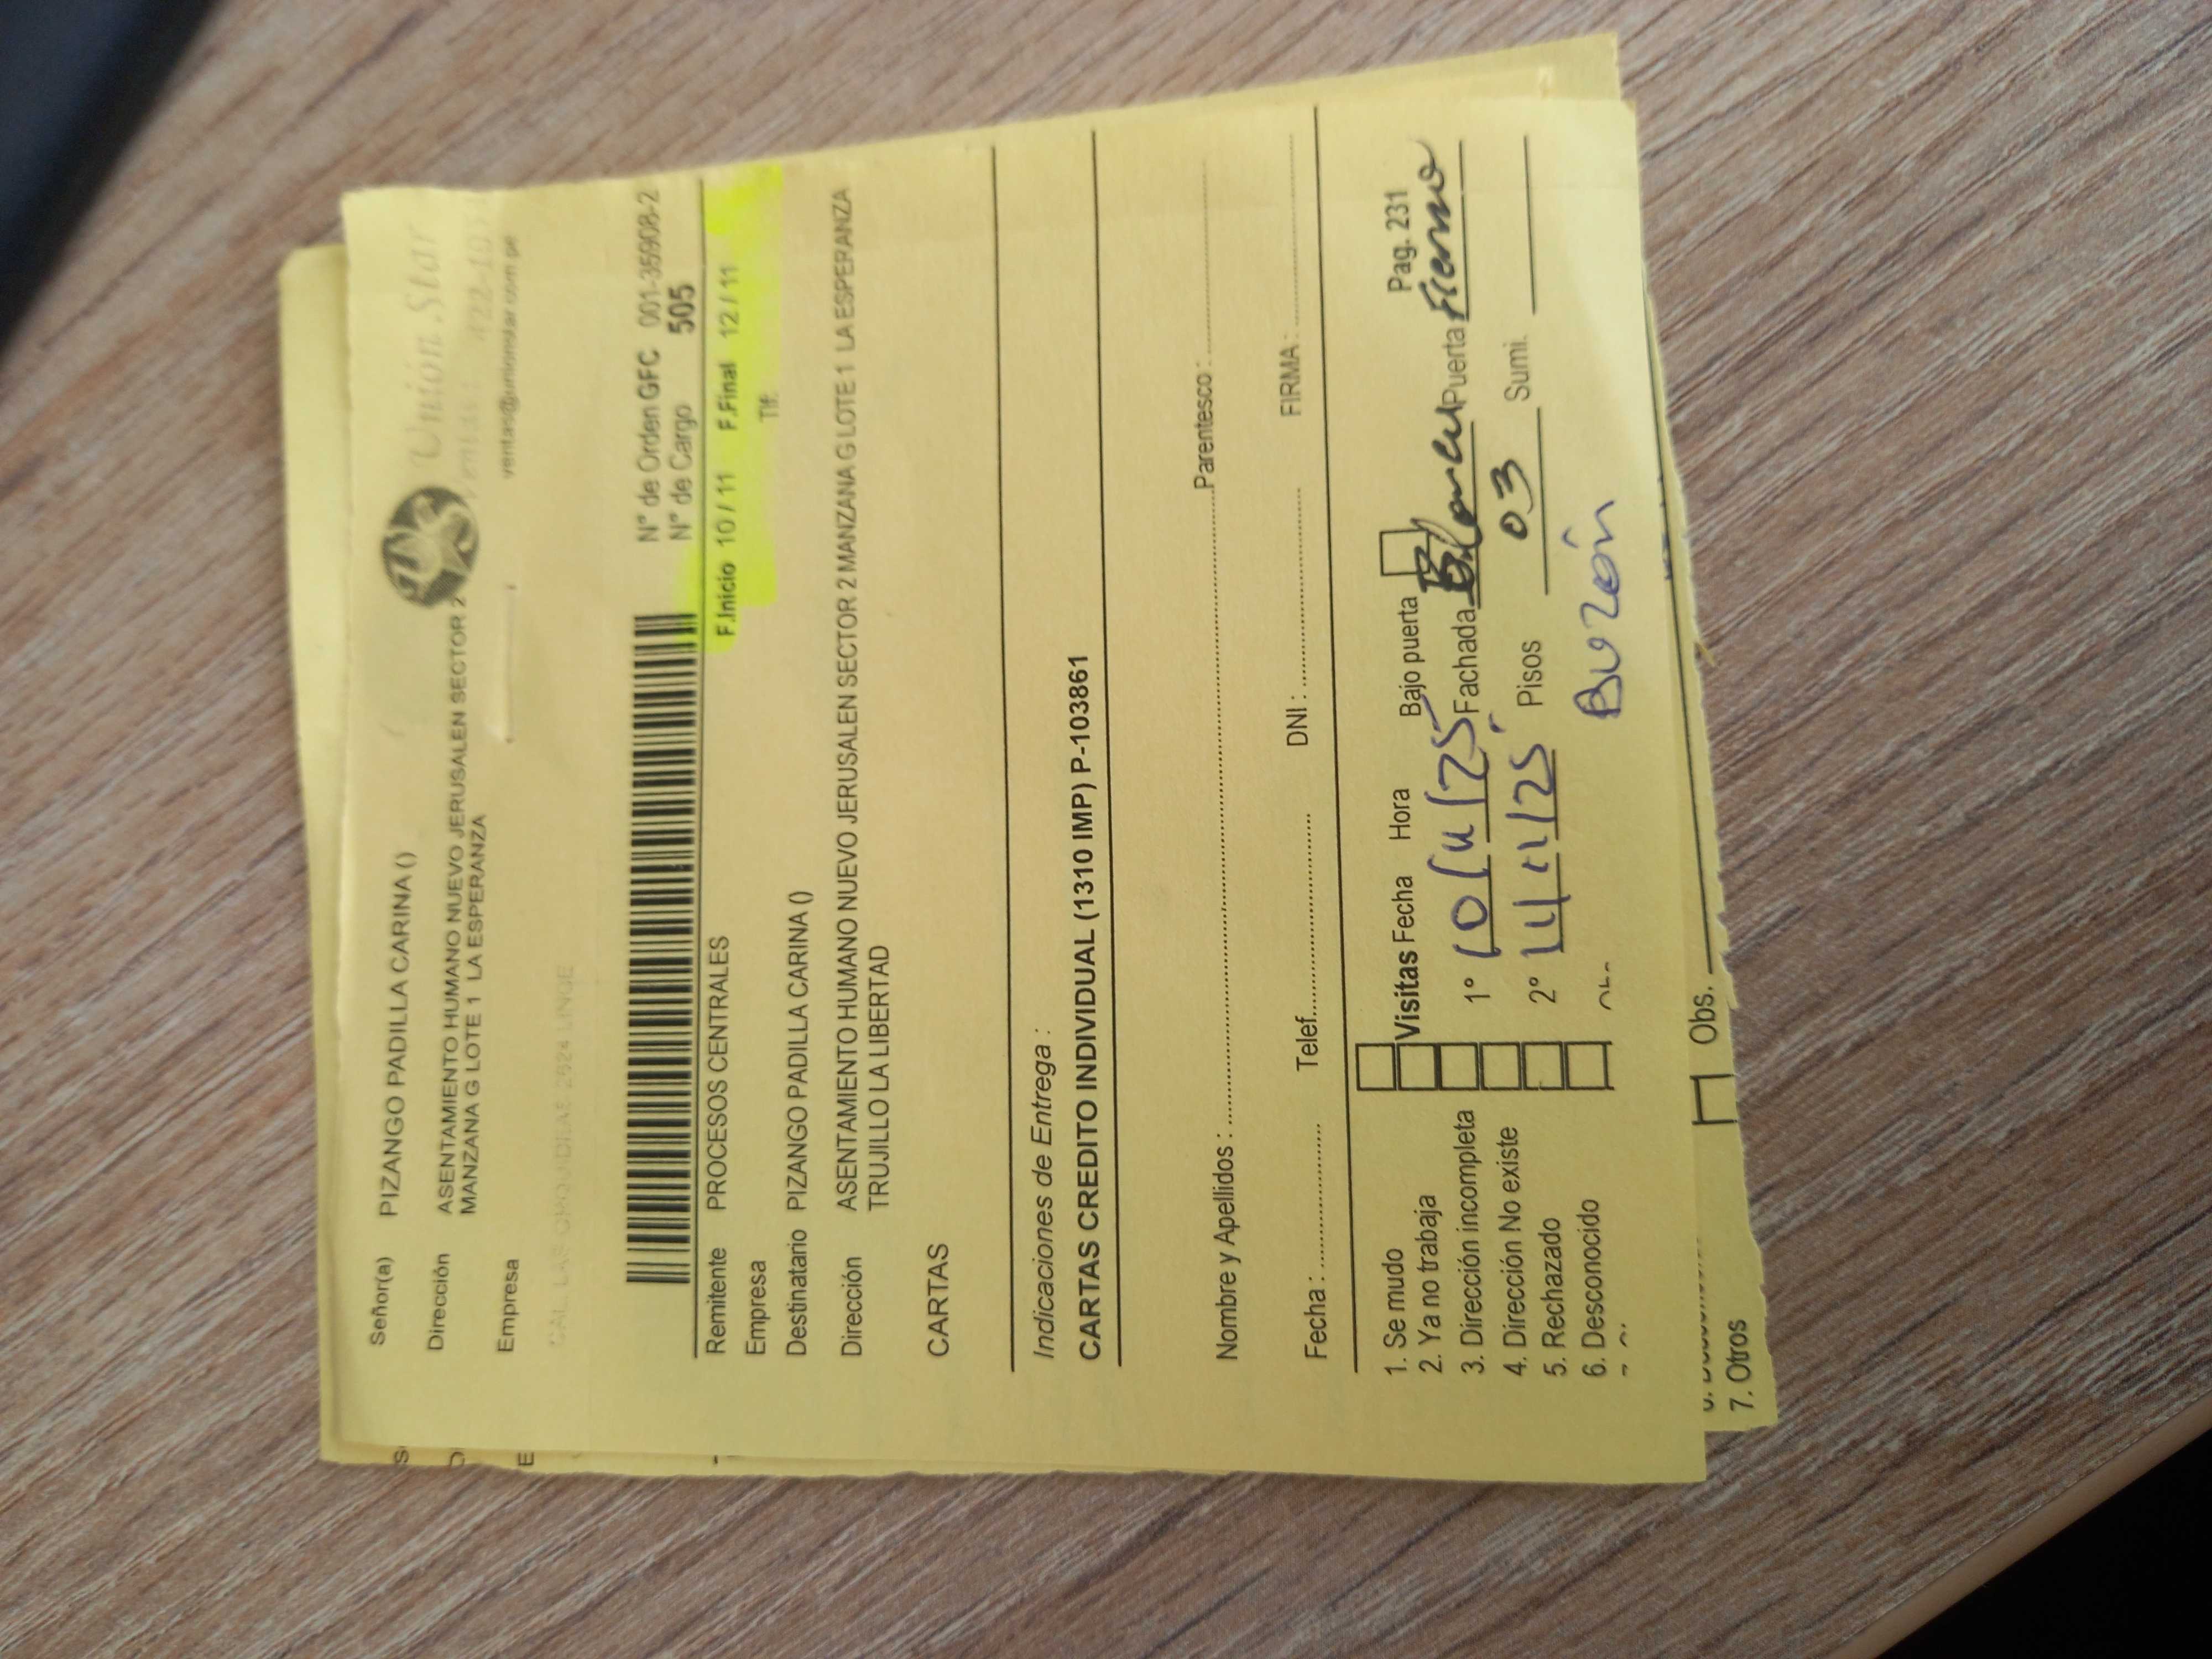 Unión Star
ventas@unionstar.com.pe
Señor(a) PIZANGO PADILLA CARINA ()
Dirección ASENTAMIENTO HUMANO NUEVO JERUSALEN SECTOR 2
MANZANA G LOTE 1 LA ESPERANZA
Empresa
N° de Orden GFC 001-35908-2
N° de Cargo 505
Remitente PROCESOS CENTRALES F.Inicio 10/11 F.Final 12/11
Empresa Tlf:
Destinatario PIZANGO PADILLA CARINA ()
Dirección ASENTAMIENTO HUMANO NUEVO JERUSALEN SECTOR 2 MANZANA G LOTE 1 LA ESPERANZA
TRUJILLO LA LIBERTAD
CARTAS
Indicaciones de Entrega :
CARTAS CREDITO INDIVIDUAL (1310 IMP) P-103861
Nombre y Apellidos : Parentesco :
Fecha : Telef. DNI : FIRMA :
Pag. 231
1. Se mudo
2. Ya no trabaja Visitas Fecha Hora Bajo puerta
3. Dirección incompleta 1° 10/11/25 Fachada Puerta Fierro
4. Dirección No existe 2° 11/11/25 Pisos 03 Sumi.
5. Rechazado
6. Desconocido Buzón
7. Otros Obs.